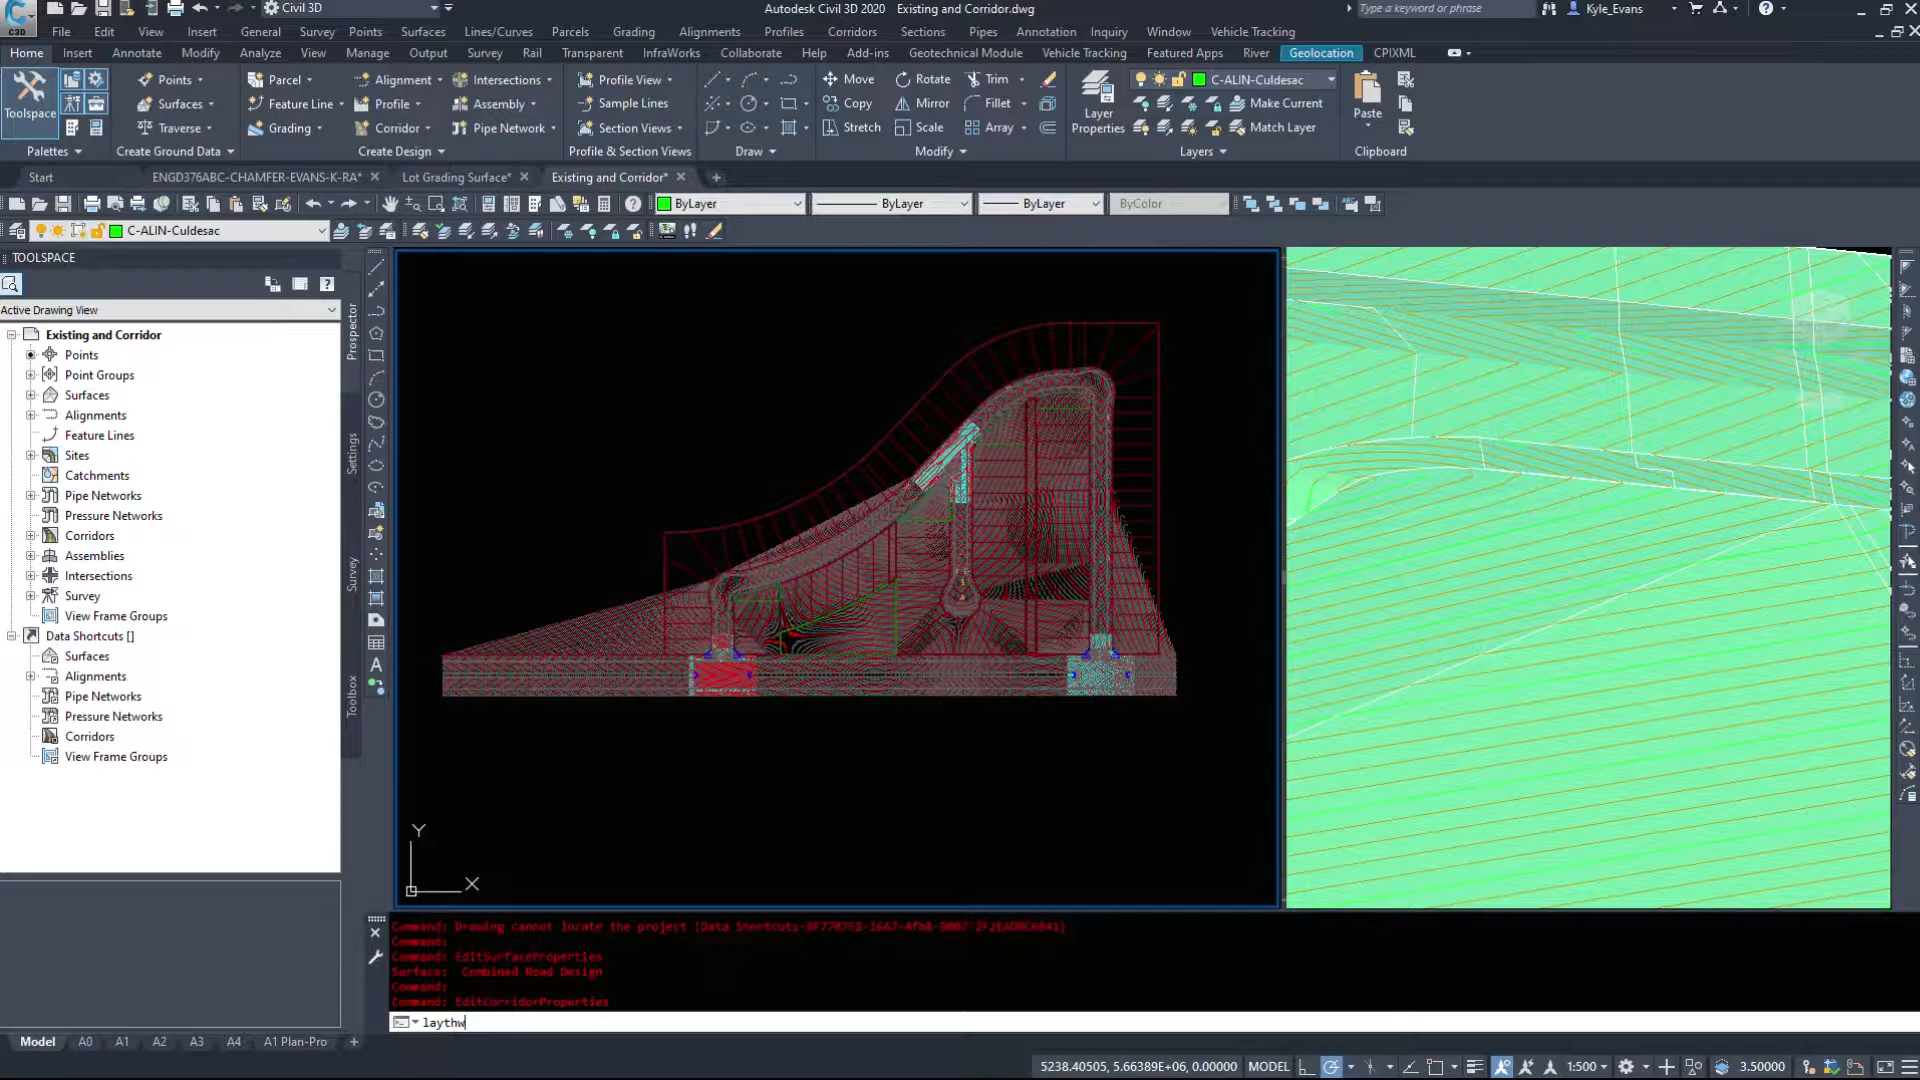 Civil 3D
Autodesk Civil 3D 2020 Existing and Corridor.dwg
Type a keyword or phrase
Kyle_Evans
C3D
File Edit View Insert General Survey Points Surfaces Lines/Curves Parcels Grading Alignments Profiles Corridors Sections Pipes Annotation Inquiry Window Vehicle Tracking
Home Insert Annotate Modify Analyze View Manage Output Survey Rail Transparent InfraWorks Collaborate Help Add-ins Geotechnical Module Vehicle Tracking Featured Apps River Geolocation CPIXML
Points Parcel Alignment Intersections Profile View Move Rotate Trim C-ALIN-Culdesac
Toolspace Surfaces Feature Line Profile Assembly Sample Lines Copy Mirror Fillet Layer Properties Make Current Paste
Traverse Grading Corridor Pipe Network Section Views Stretch Scale Array Match Layer
Palettes Create Ground Data Create Design Profile & Section Views Draw Modify Layers Clipboard
Start ENGD376ABC-CHAMFER-EVANS-K-RA* Lot Grading Surface* Existing and Corridor*
ByLayer ByLayer ByLayer ByColor
C-ALIN-Culdesac
TOOLSPACE
Active Drawing View
Existing and Corridor
Points
Point Groups
Surfaces
Alignments
Feature Lines
Sites
Catchments
Pipe Networks
Pressure Networks
Corridors
Assemblies
Intersections
Survey
View Frame Groups
Data Shortcuts []
Surfaces
Alignments
Pipe Networks
Pressure Networks
Corridors
View Frame Groups
Prospector
Settings
Survey
Toolbox
Y
X
Command: Drawing cannot locate the project
Command:
Command: EditSurfaceProperties
Surface: Combined Road Design
Command:
Command: EditCorridorProperties
laythw
Model A0 A1 A2 A3 A4 A1 Plan-Pro +
5238.40505, 5.66389E+06, 0.00000 MODEL 1:500 3.50000